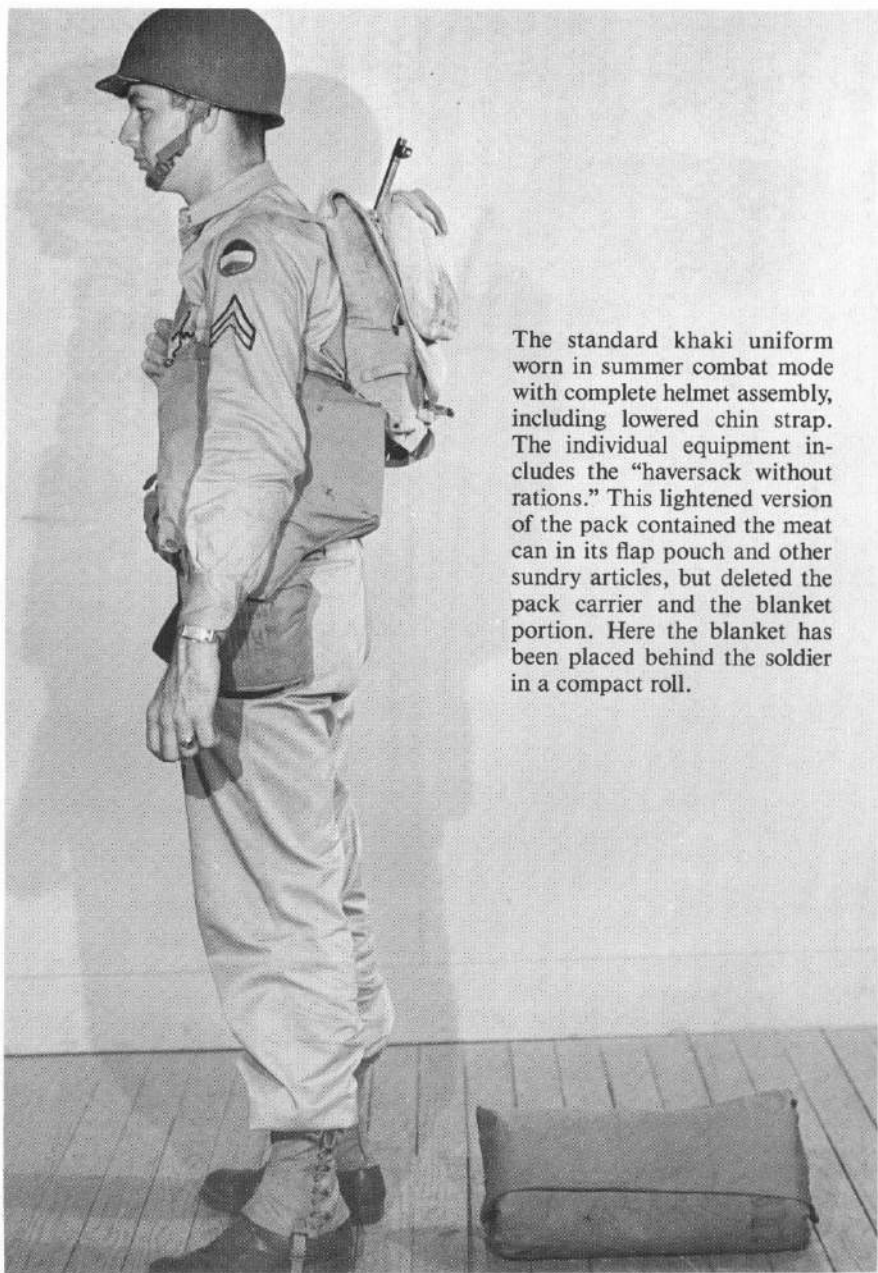 The standard khaki uniform
worn in summer combat mode
with complete helmet assembly,
including lowered chin strap.
The individual equipment in-
cludes the “haversack without
rations.” This lightened version
of the pack contained the meat
can in its flap pouch and other
sundry articles, but deleted the
pack carrier and the blanket
portion. Here the blanket has
been placed behind the soldier
in a compact roll.